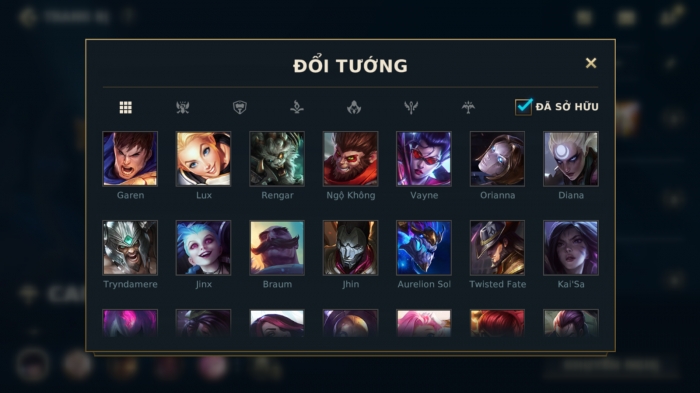 ĐỔI TƯỚNG
ĐÃ SỞ HỮU
Garen Lux Rengar Ngộ Không Vayne Orianna Diana
Tryndamere Jinx Braum Jhin Aurelion Sol Twisted Fate Kai'Sa